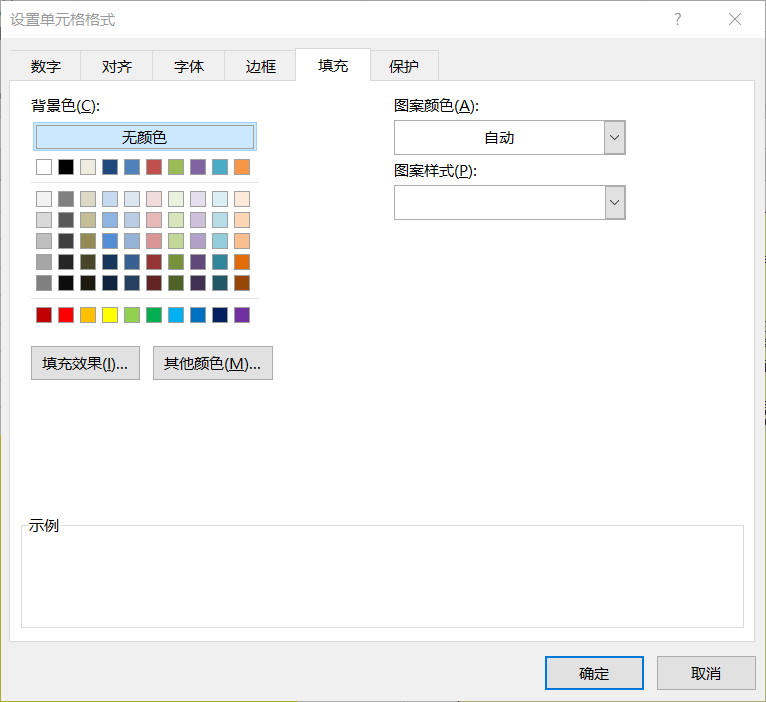 设置单元格格式
?
数字 对齐 字体 边框 填充 保护
背景色(C):
无颜色
填充效果(I)... 其他颜色(M)...
图案颜色(A):
自动
图案样式(P):
示例
确定 取消